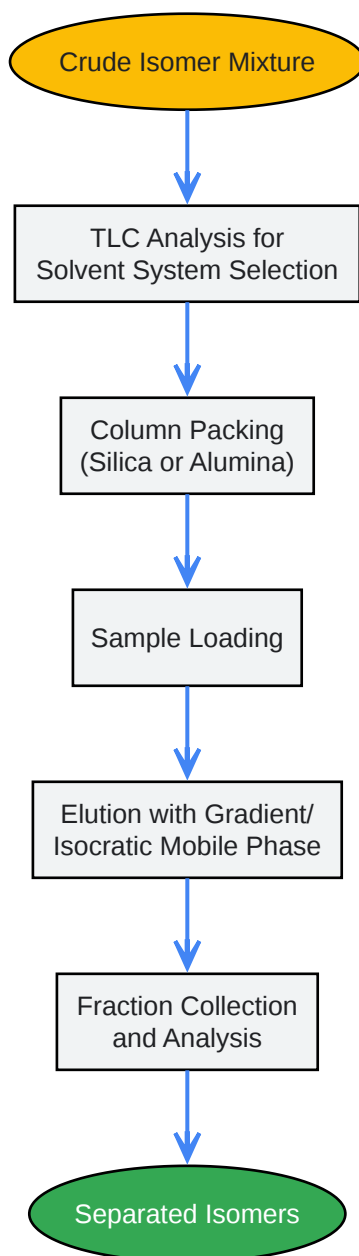 Crude Isomer Mixture
TLC Analysis for
Solvent System Selection
Column Packing
(Silica or Alumina)
Sample Loading
Elution with Gradient/
Isocratic Mobile Phase
Fraction Collection
and Analysis
Separated Isomers